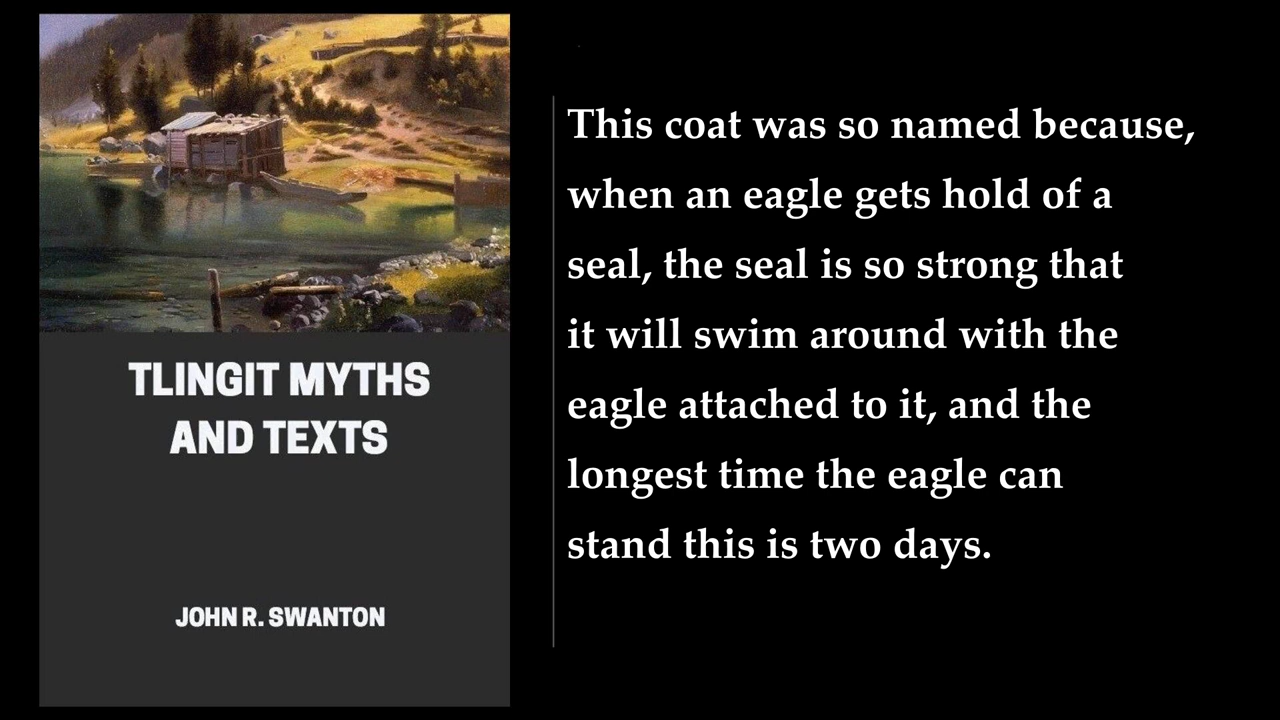 TLINGIT MYTHS
AND TEXTS
JOHN R. SWANTON
This coat was so named because,
when an eagle gets hold of a
seal, the seal is so strong that
it will swim around with the
eagle attached to it, and the
longest time the eagle can
stand this is two days.